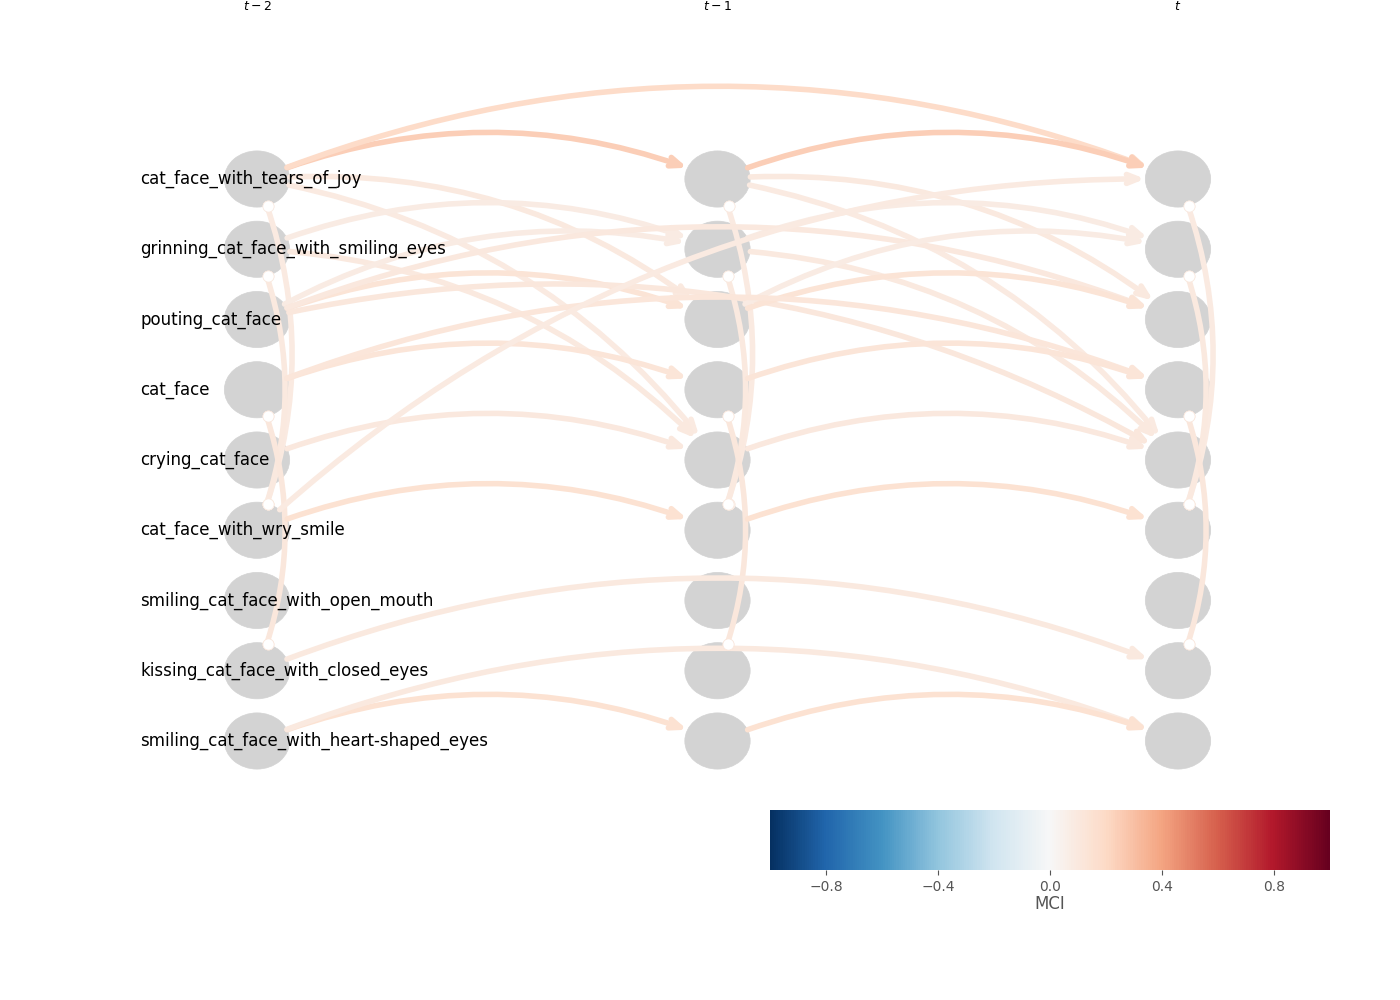 t − 2 t − 1 t
cat_face_with_tears_of_joy
grinning_cat_face_with_smiling_eyes
pouting_cat_face
cat_face
crying_cat_face
cat_face_with_wry_smile
smiling_cat_face_with_open_mouth
kissing_cat_face_with_closed_eyes
smiling_cat_face_with_heart-shaped_eyes
−0.8 −0.4 0.0 0.4 0.8
MCI